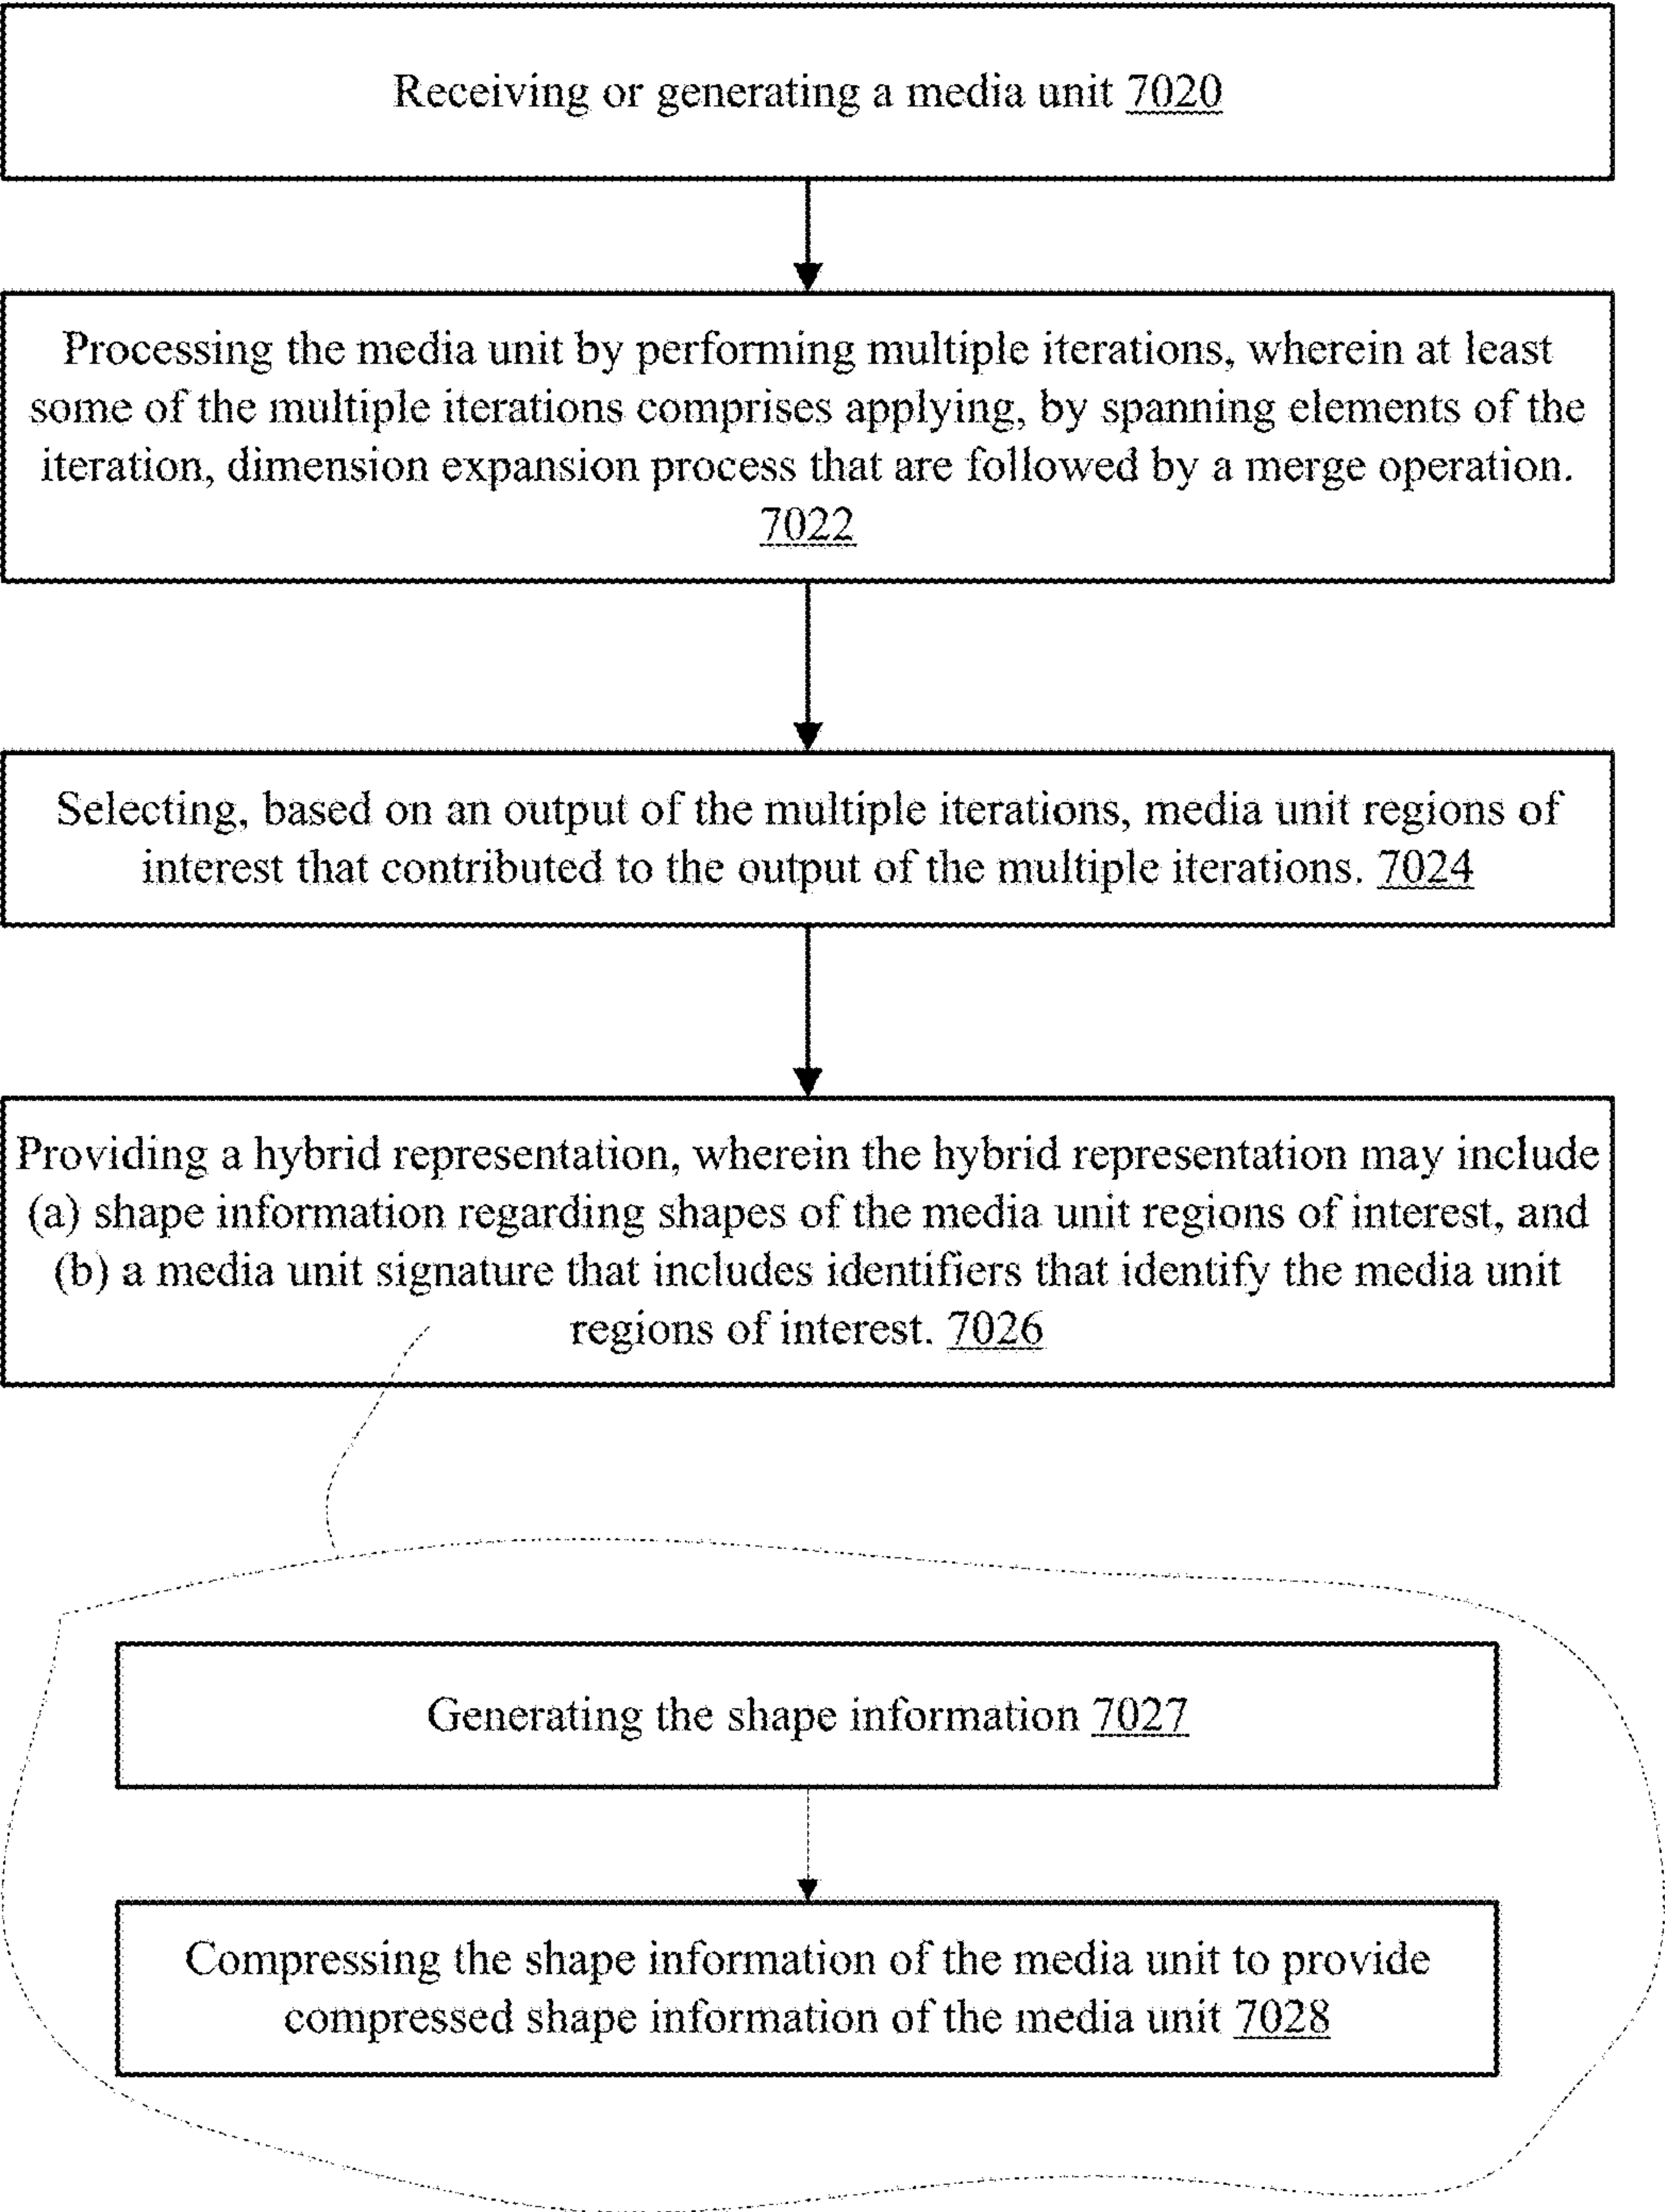 Receiving or generating a media unit 7020
Processing the media unit by performing multiple iterations, wherein at least
some of the multiple iterations comprises applying, by spanning elements of the
iteration, dimension expansion process that are followed by a merge operation.
7022
Selecting, based on an output of the multiple iterations, media unit regions of
interest that contributed to the output of the multiple iterations. 7024
Providing a hybrid representation, wherein the hybrid representation may include
(a) shape information regarding shapes of the media unit regions of interest, and
(b) a media unit signature that includes identifiers that identify the media unit
regions of interest. 7026
Generating the shape information 7027
Compressing the shape information of the media unit to provide
compressed shape information of the media unit 7028